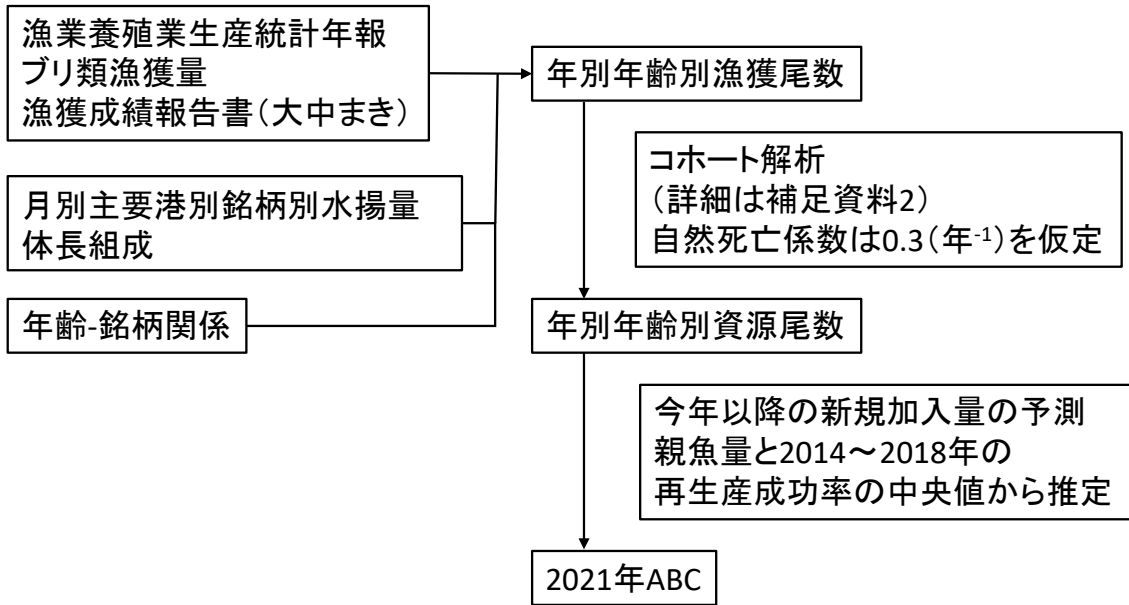 漁業養殖業生産統計年報
ブリ類漁獲量
漁獲成績報告書(大中まき)
年別年齢別漁獲尾数
コホート解析
(詳細は補足資料2)
自然死亡係数は0.3(年⁻¹)を仮定
月別主要港別銘柄別水揚量
体長組成
年齢-銘柄関係
年別年齢別資源尾数
今年以降の新規加入量の予測
親魚量と2014~2018年の
再生産成功率の中央値から推定
2021年ABC